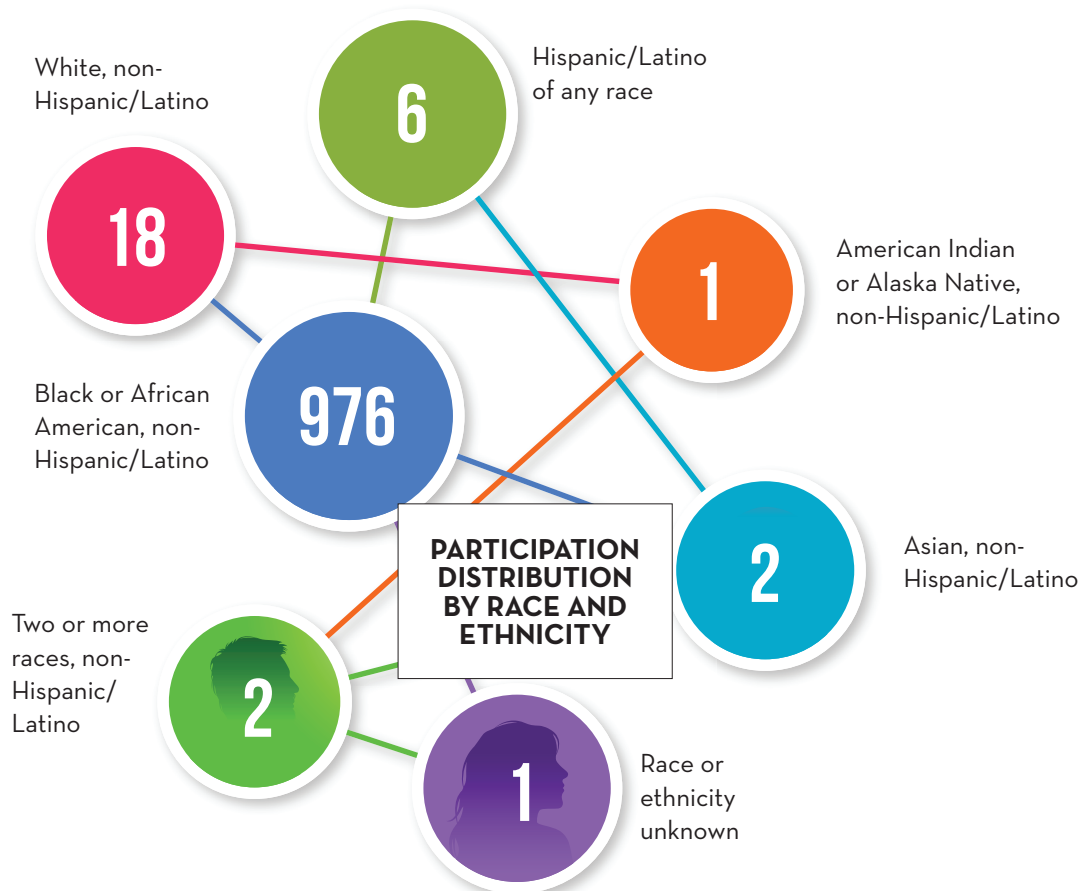 White, non-
Hispanic/Latino
18
6
Hispanic/Latino
of any race
1
American Indian
or Alaska Native,
non-Hispanic/Latino
Black or African
American, non-
Hispanic/Latino
976
PARTICIPATION
DISTRIBUTION
BY RACE AND
ETHNICITY
2
Asian, non-
Hispanic/Latino
Two or more
races, non-
Hispanic/
Latino
2
1
Race or
ethnicity
unknown